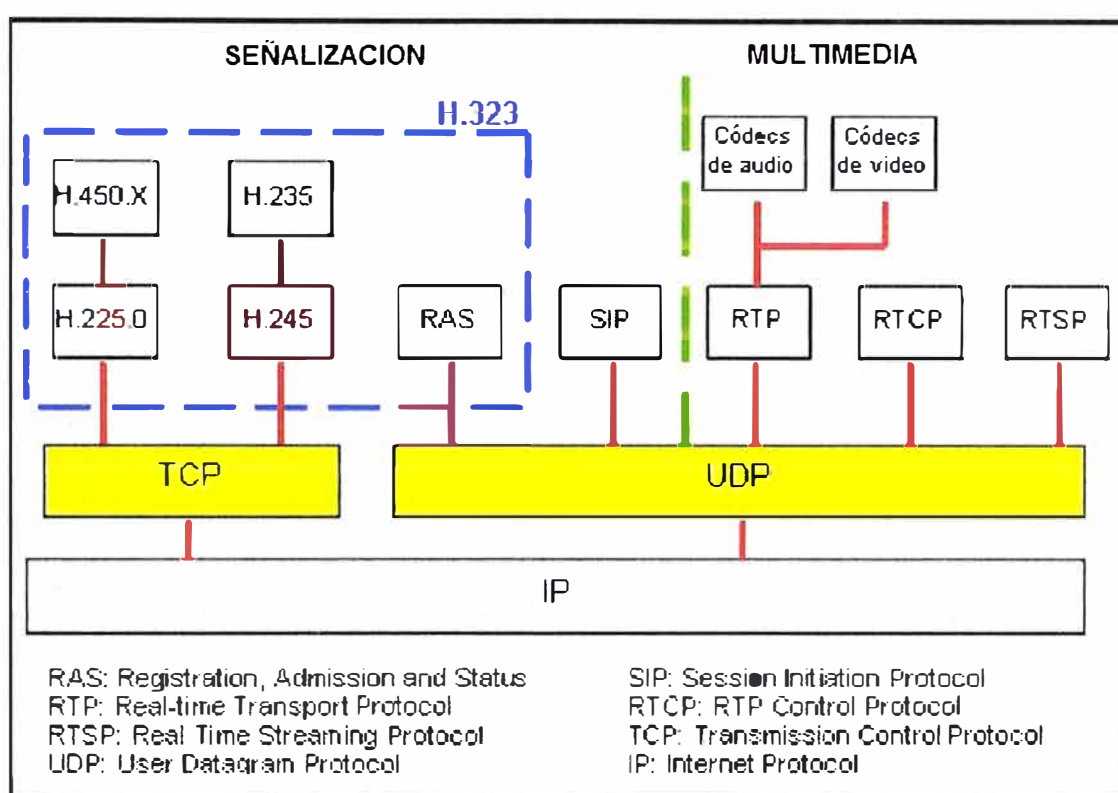 SEÑALIZACION
MULTIMEDIA
H.323
Códecs
de audio
Códecs
de video
H.450.X
H.235
H.225.0
H.245
RAS
SIP
RTP
RTCP
RTSP
TCP
UDP
IP
RAS: Registration, Admission and Status
RTP: Real-time Transport Protocol
RTSP: Real Time Streaming Protocol
UDP: User Datagram Protocol
SIP: Session Initiation Protocol
RTCP: RTP Control Protocol
TCP: Transmission Control Protocol
IP: Internet Protocol